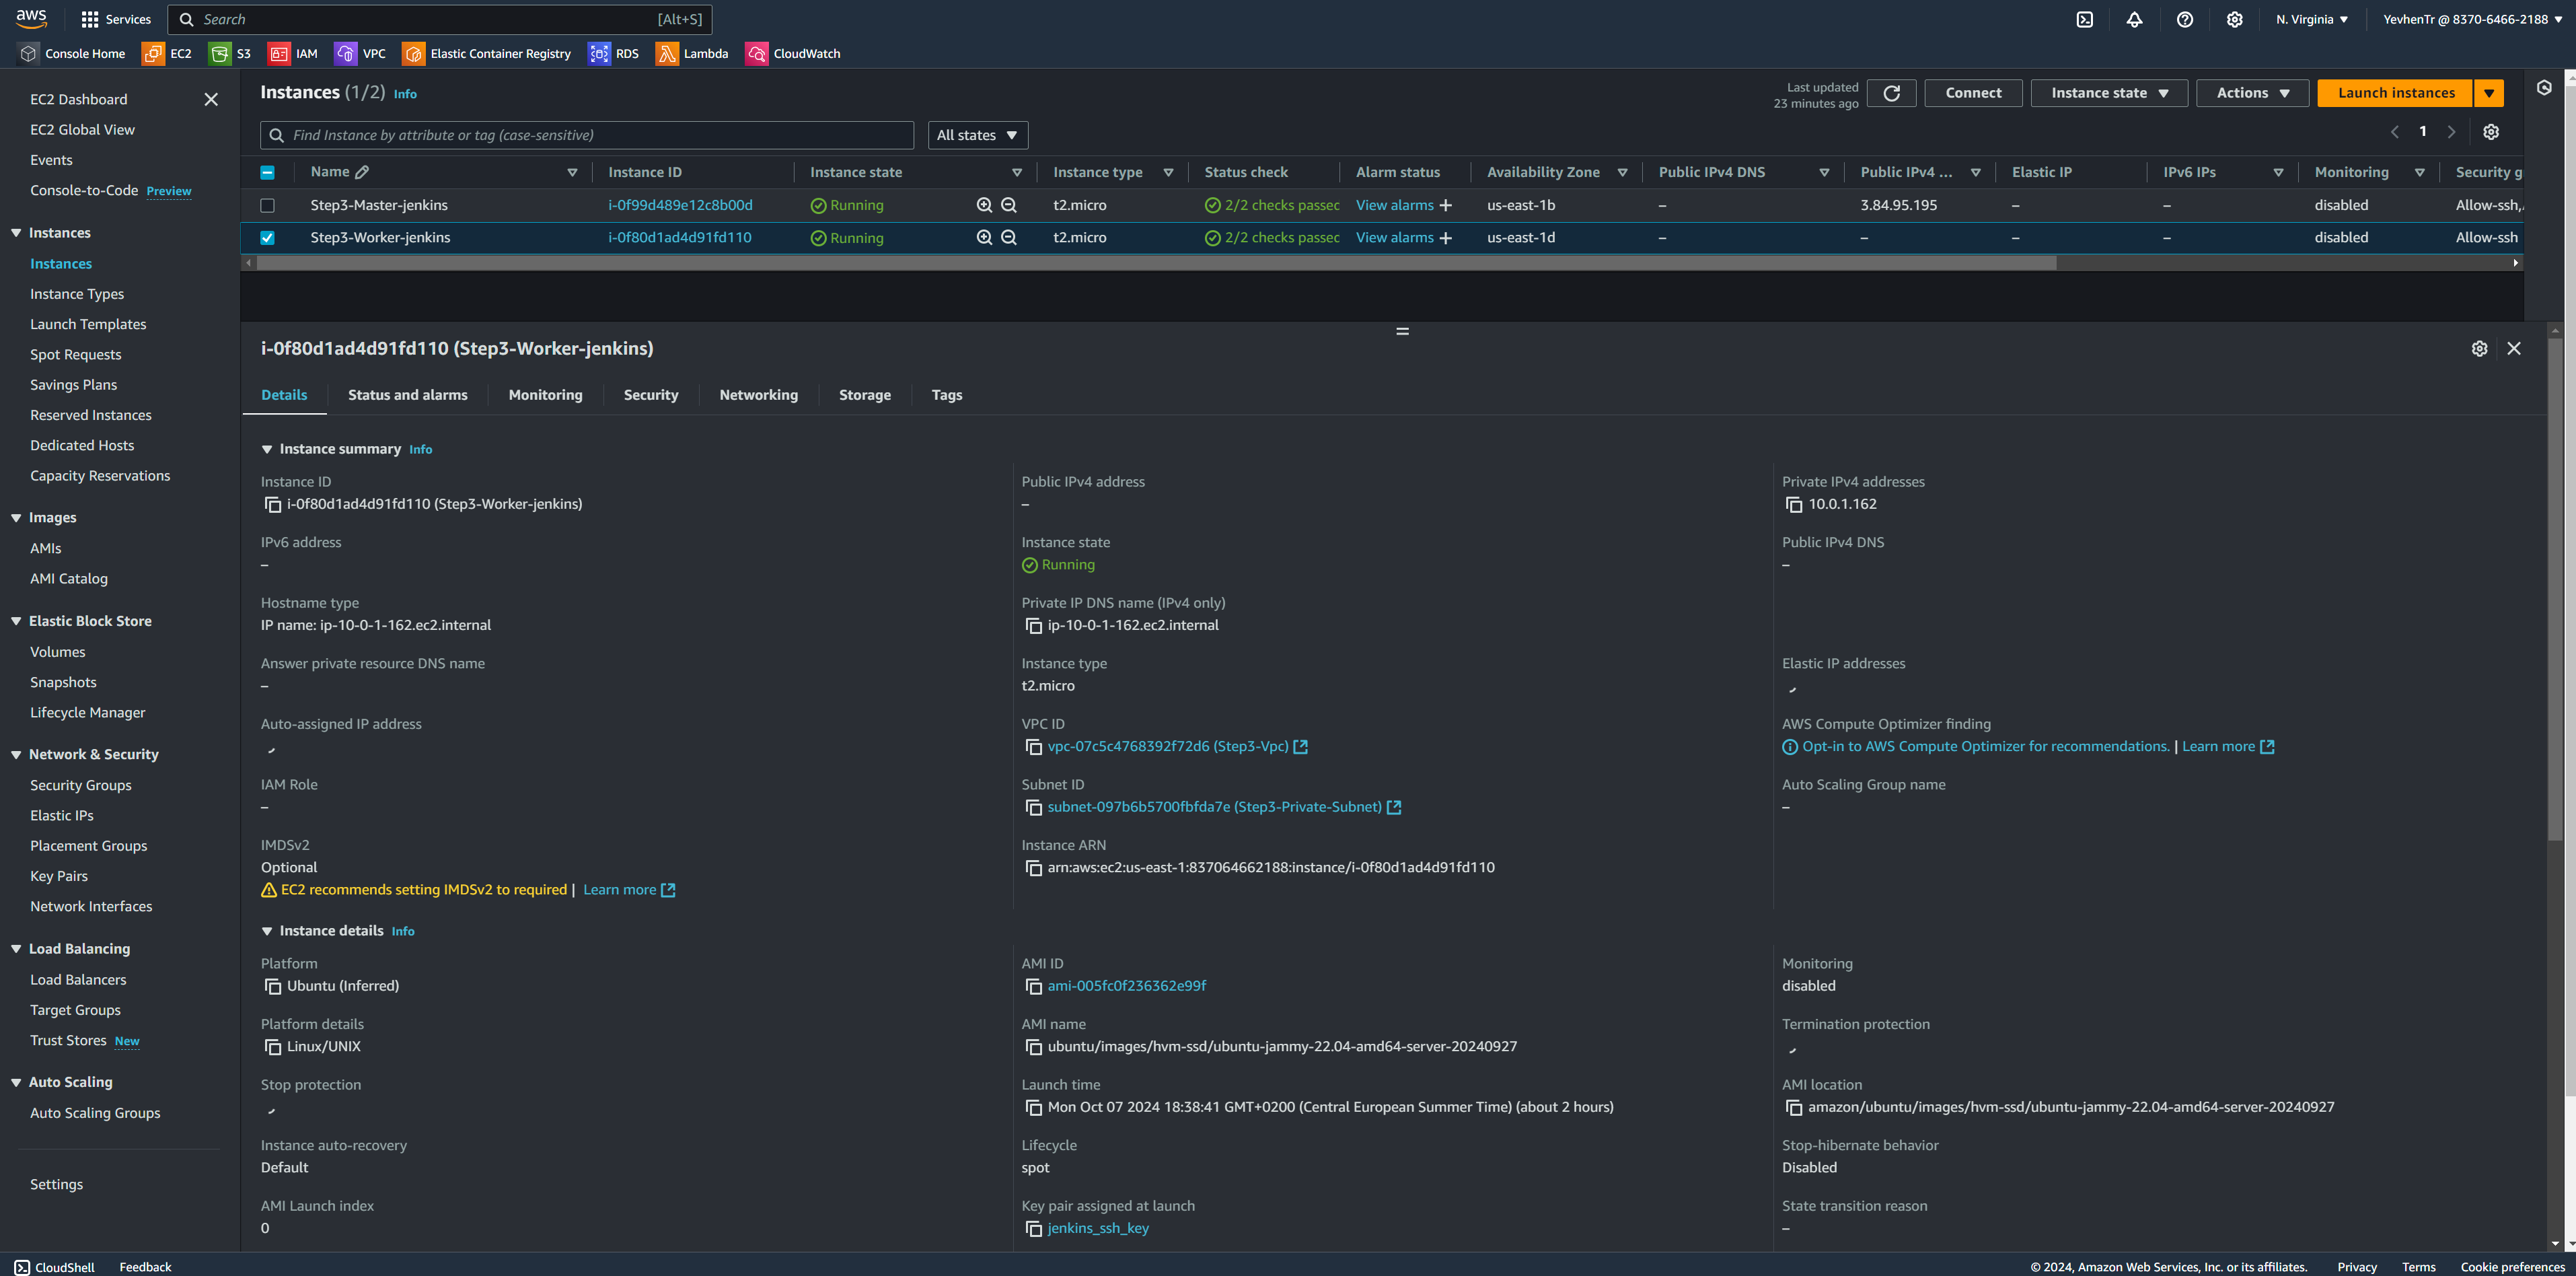 aws Services Search [Alt+S] N. Virginia YevhenTr @ 8370-6466-2188
Console Home EC2 S3 IAM VPC Elastic Container Registry RDS Lambda CloudWatch
EC2 Dashboard
EC2 Global View
Events
Console-to-Code Preview
Instances
Instances
Instance Types
Launch Templates
Spot Requests
Savings Plans
Reserved Instances
Dedicated Hosts
Capacity Reservations
Images
AMIs
AMI Catalog
Elastic Block Store
Volumes
Snapshots
Lifecycle Manager
Network & Security
Security Groups
Elastic IPs
Placement Groups
Key Pairs
Network Interfaces
Load Balancing
Load Balancers
Target Groups
Trust Stores New
Auto Scaling
Auto Scaling Groups
Settings
Instances (1/2) Info
Last updated
23 minutes ago
Connect Instance state Actions Launch instances
Find Instance by attribute or tag (case-sensitive) All states 1
Name Instance ID Instance state Instance type Status check Alarm status Availability Zone Public IPv4 DNS Public IPv4 ... Elastic IP IPv6 IPs Monitoring Security g
Step3-Master-jenkins i-0f99d489e12c8b00d Running t2.micro 2/2 checks passec View alarms + us-east-1b – 3.84.95.195 – – disabled Allow-ssh,
Step3-Worker-jenkins i-0f80d1ad4d91fd110 Running t2.micro 2/2 checks passec View alarms + us-east-1d – – – – disabled Allow-ssh
i-0f80d1ad4d91fd110 (Step3-Worker-jenkins)
Details Status and alarms Monitoring Security Networking Storage Tags
Instance summary Info
Instance ID Public IPv4 address Private IPv4 addresses
i-0f80d1ad4d91fd110 (Step3-Worker-jenkins) – 10.0.1.162
IPv6 address Instance state Public IPv4 DNS
– Running –
Hostname type Private IP DNS name (IPv4 only)
IP name: ip-10-0-1-162.ec2.internal ip-10-0-1-162.ec2.internal
Answer private resource DNS name Instance type Elastic IP addresses
– t2.micro
Auto-assigned IP address VPC ID AWS Compute Optimizer finding
vpc-07c5c4768392f72d6 (Step3-Vpc) Opt-in to AWS Compute Optimizer for recommendations. | Learn more
IAM Role Subnet ID Auto Scaling Group name
– subnet-097b6b5700fbfda7e (Step3-Private-Subnet) –
IMDSv2 Instance ARN
Optional arn:aws:ec2:us-east-1:837064662188:instance/i-0f80d1ad4d91fd110
EC2 recommends setting IMDSv2 to required | Learn more
Instance details Info
Platform AMI ID Monitoring
Ubuntu (Inferred) ami-005fc0f236362e99f disabled
Platform details AMI name Termination protection
Linux/UNIX ubuntu/images/hvm-ssd/ubuntu-jammy-22.04-amd64-server-20240927
Stop protection Launch time AMI location
Mon Oct 07 2024 18:38:41 GMT+0200 (Central European Summer Time) (about 2 hours) amazon/ubuntu/images/hvm-ssd/ubuntu-jammy-22.04-amd64-server-20240927
Instance auto-recovery Lifecycle Stop-hibernate behavior
Default spot Disabled
AMI Launch index Key pair assigned at launch State transition reason
0 jenkins_ssh_key –
CloudShell Feedback © 2024, Amazon Web Services, Inc. or its affiliates. Privacy Terms Cookie preferences